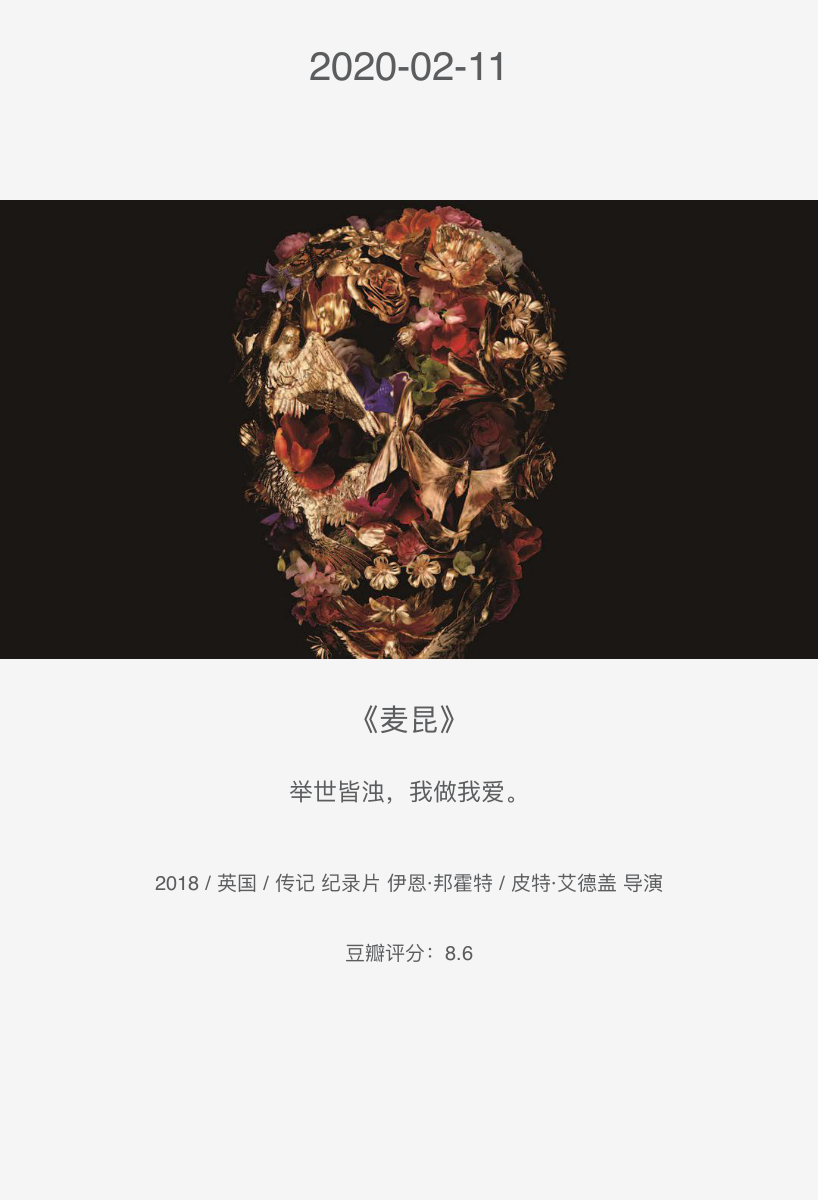 2020-02-11
《麦昆》
举世皆浊，我做我爱。
2018 / 英国 / 传记 纪录片 伊恩·邦霍特 / 皮特·艾德盖 导演
豆瓣评分：8.6